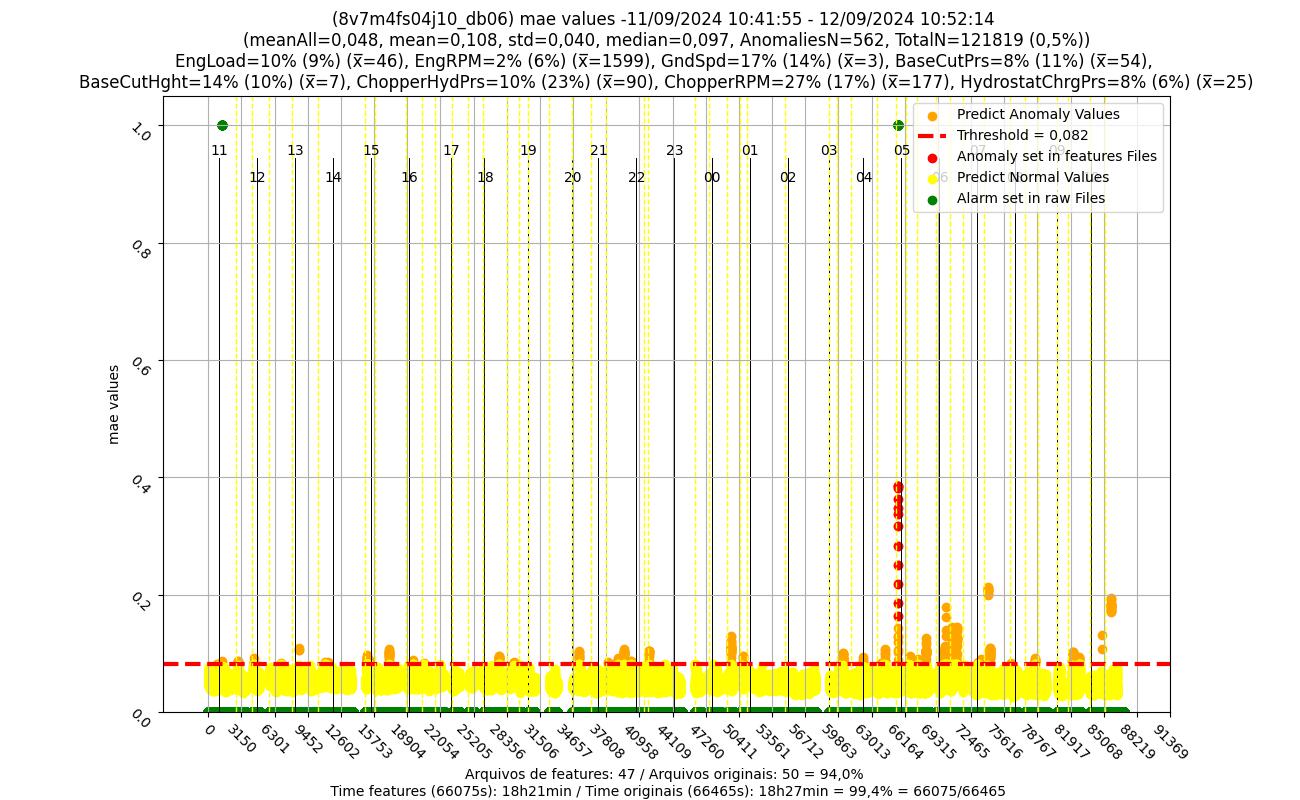 (8v7m4fs04j10_db06) mae values -11/09/2024 10:41:55 - 12/09/2024 10:52:14
(meanAll=0,048, mean=0,108, std=0,040, median=0,097, AnomaliesN=562, TotalN=121819 (0,5%))
EngLoad=10% (9%) (x̅=46), EngRPM=2% (6%) (x̅=1599), GndSpd=17% (14%) (x̅=3), BaseCutPrs=8% (11%) (x̅=54),
BaseCutHght=14% (10%) (x̅=7), ChopperHydPrs=10% (23%) (x̅=90), ChopperRPM=27% (17%) (x̅=177), HydrostatChrgPrs=8% (6%) (x̅=25)
Predict Anomaly Values
Trhreshold = 0,082
Anomaly set in features Files
Predict Normal Values
Alarm set in raw Files
11 13 15 17 19 21 23 01 03 05 07 09
12 14 16 18 20 22 00 02 04 06
mae values
1.0
0.8
0.6
0.4
0.2
0.0
0 3150 6301 9452 12602 15753 18904 22054 25205 28356 31506 34657 37808 40958 44109 47260 50411 53561 56712 59863 63013 66164 69315 72465 75616 78767 81917 85068 88219 91369
Arquivos de features: 47 / Arquivos originais: 50 = 94,0%
Time features (66075s): 18h21min / Time originais (66465s): 18h27min = 99,4% = 66075/66465